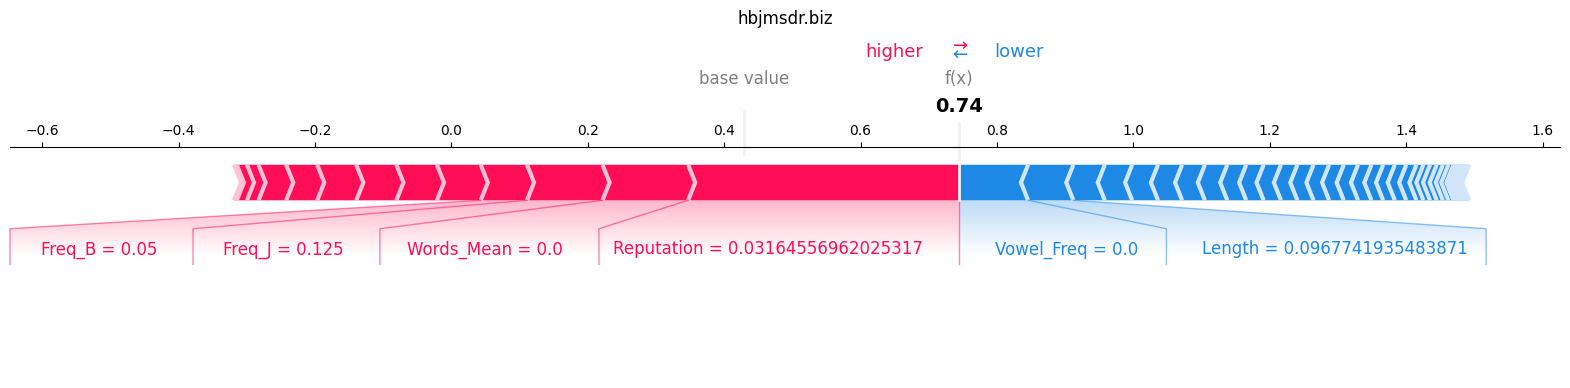 hbjmsdr.biz
higher → ← lower
base value f(x)
0.74
−0.6 −0.4 −0.2 0.0 0.2 0.4 0.6 0.8 1.0 1.2 1.4 1.6
Freq_B = 0.05 Freq_J = 0.125 Words_Mean = 0.0 Reputation = 0.03164556962025317 Vowel_Freq = 0.0 Length = 0.0967741935483871